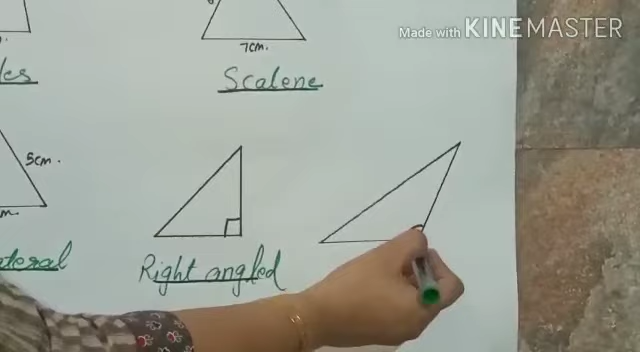 Made with KINEMASTER
7cm.
Scalene
5cm.
Right angled